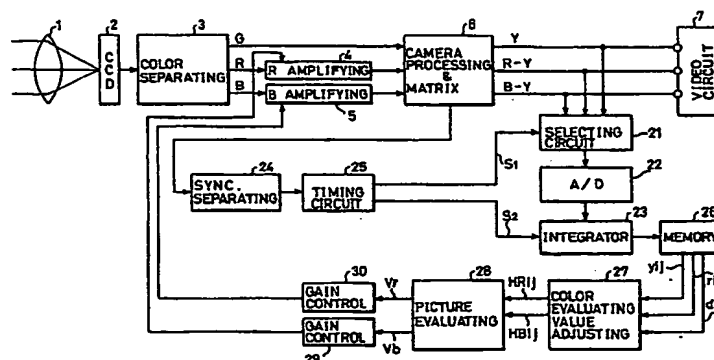 1
2
3
6
7
CCD
COLOR SEPARATING
G
R
B
4
R AMPLIFYING
B AMPLIFYING
5
CAMERA PROCESSING & MATRIX
Y
R-Y
B-Y
VIDEO CIRCUIT
SELECTING CIRCUIT
21
S1
A/D
22
24
SYNC. SEPARATING
25
TIMING CIRCUIT
S2
INTEGRATOR
23
26
MEMORY
yij
30
GAIN CONTROL
Vr
28
PICTURE EVALUATING
HRij
HBij
27
COLOR EVALUATING VALUE ADJUSTING
GAIN CONTROL
29
Vb